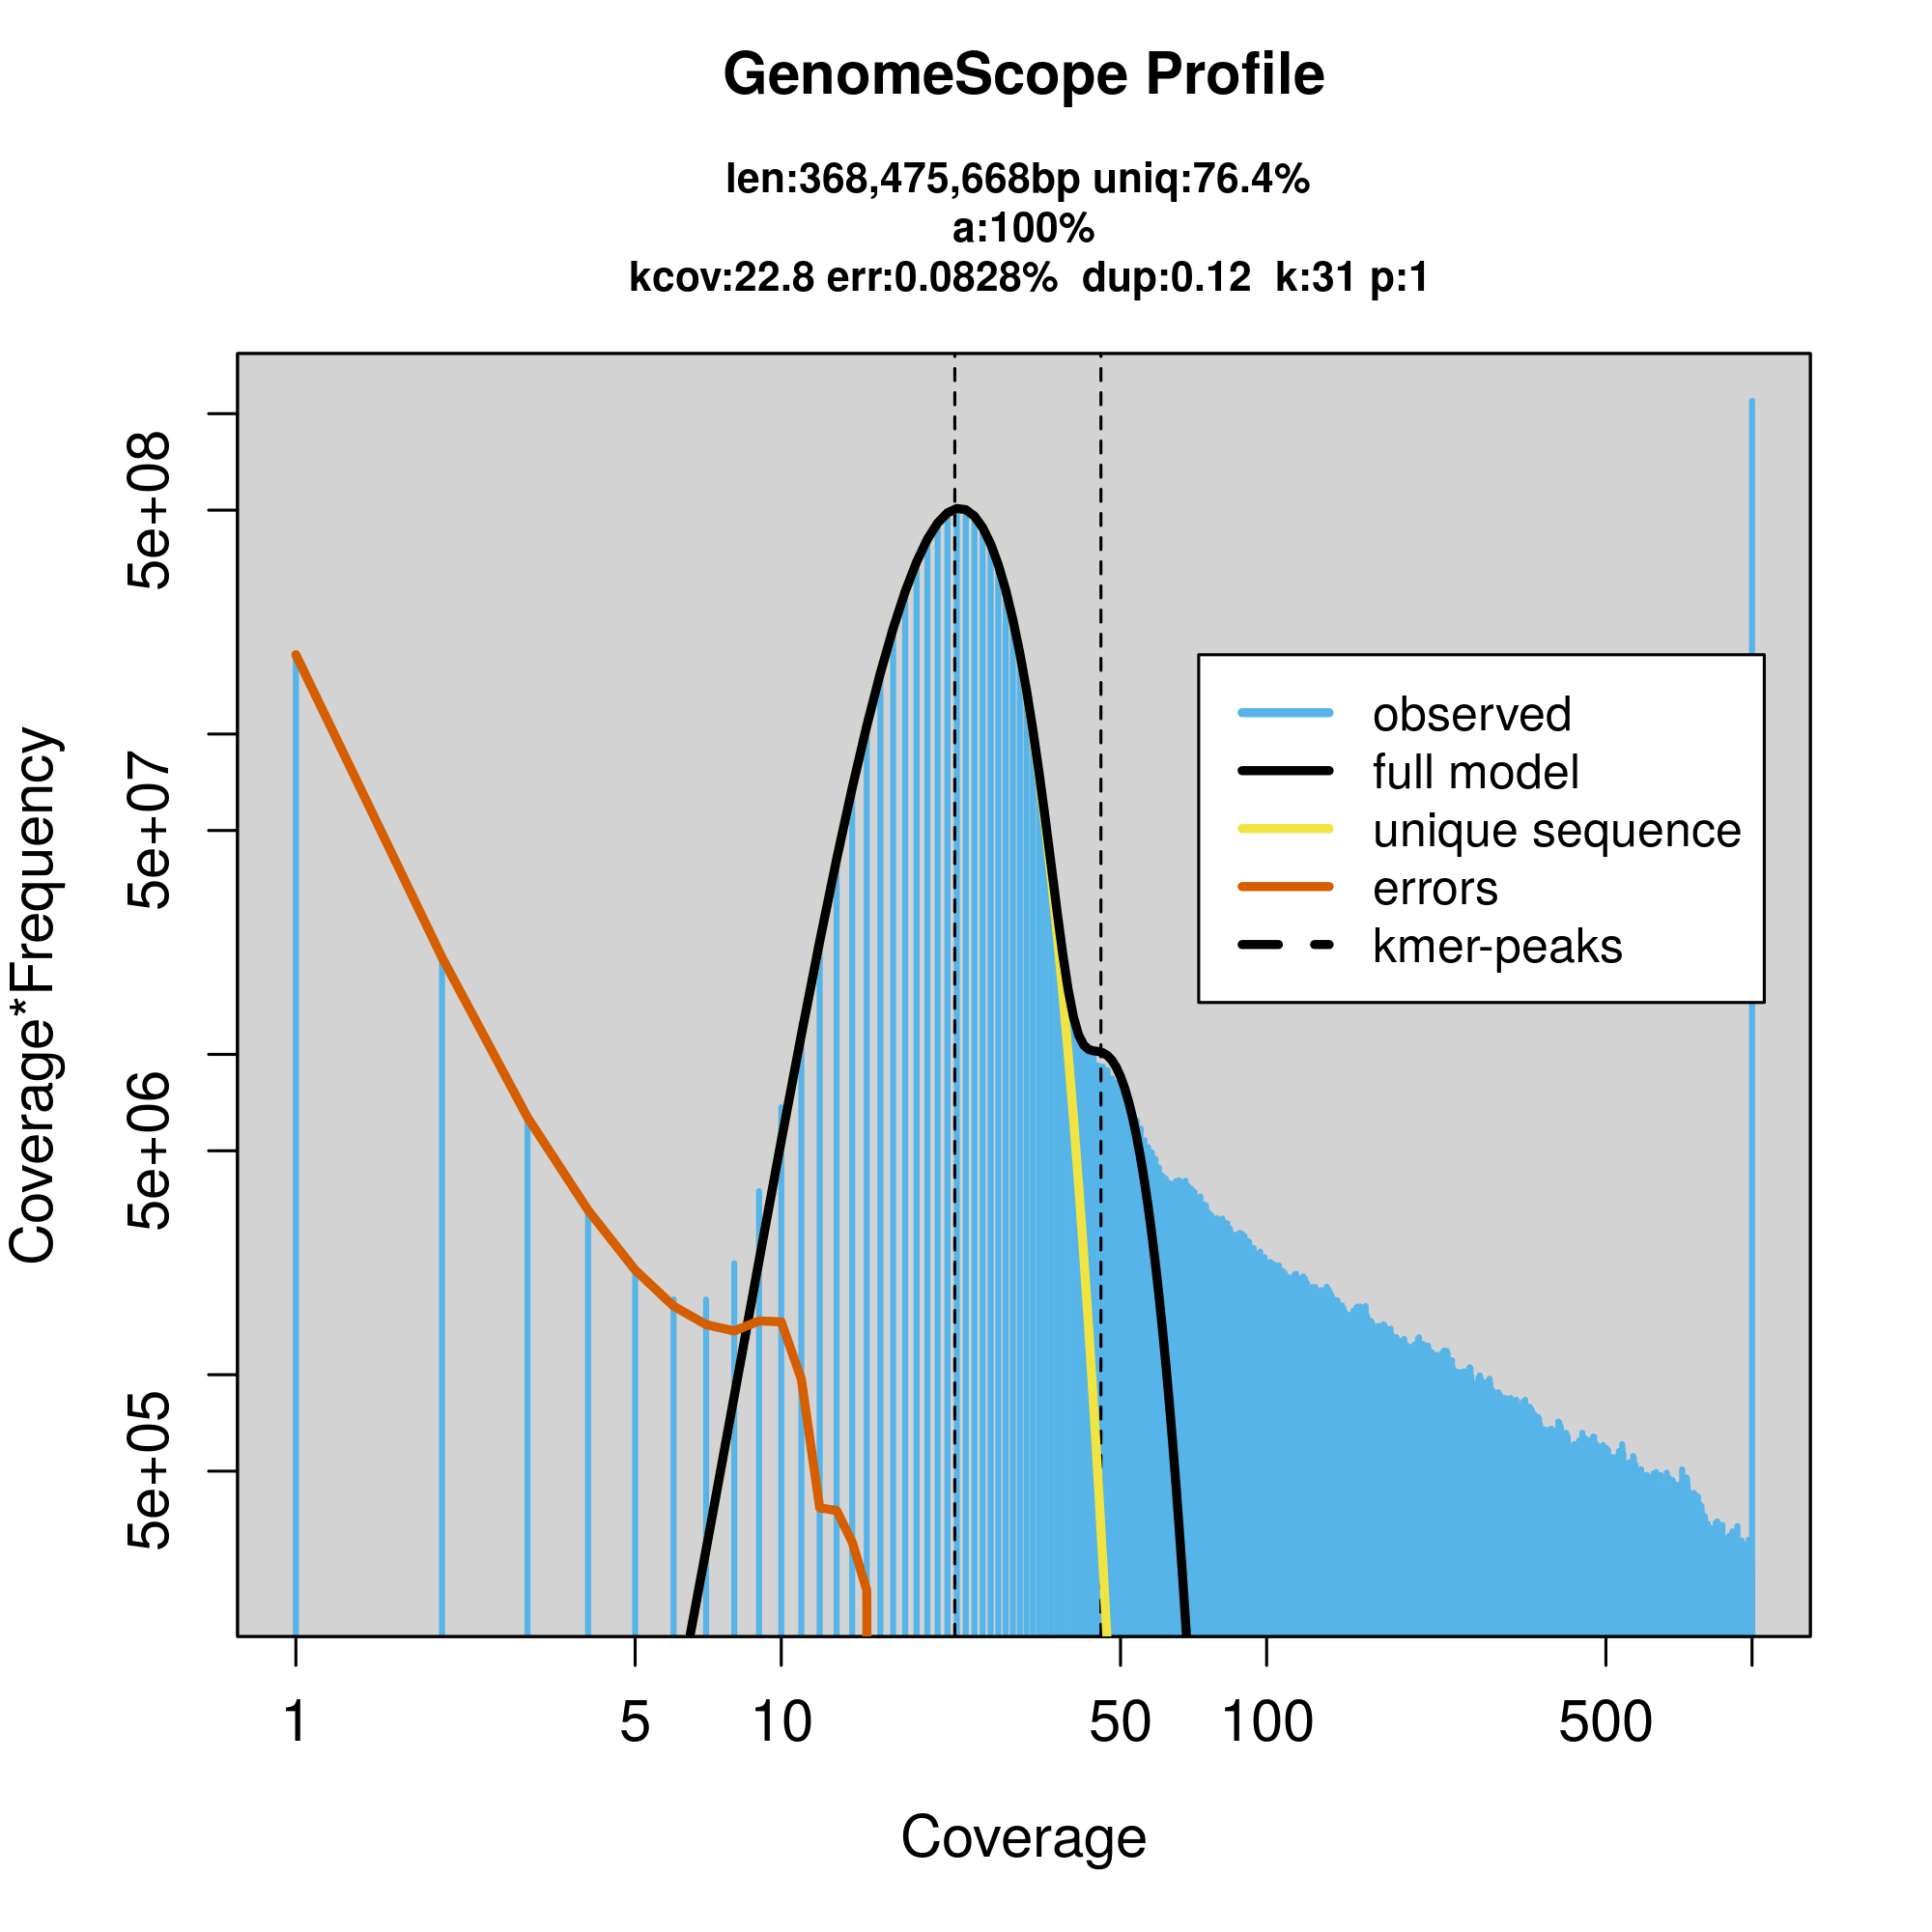 GenomeScope Profile
len:368,475,668bp uniq:76.4%
a:100%
kcov:22.8 err:0.0828% dup:0.12 k:31 p:1
Coverage*Frequency
5e+08
5e+07
5e+06
5e+05
observed
full model
unique sequence
errors
kmer-peaks
1 5 10 50 100 500
Coverage